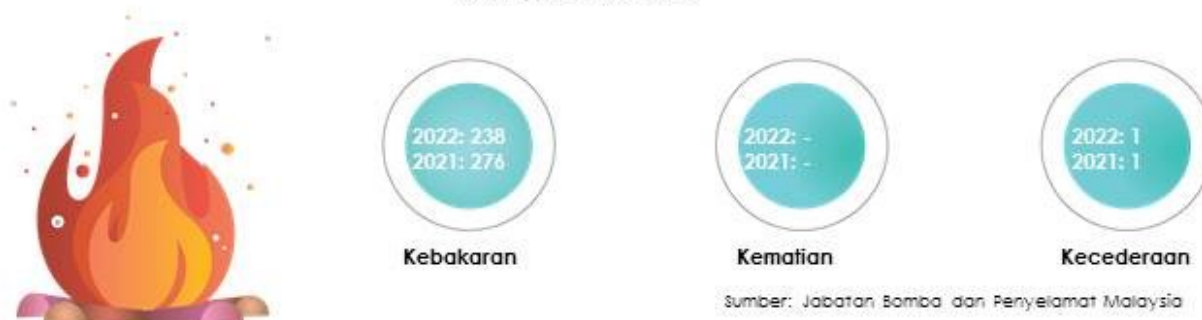 2022: 238
2021: 276
Kebakaran
2022: -
2021: -
Kematian
2022: 1
2021: 1
Kecederaan
Sumber: Jabatan Bomba dan Penyelamat Malaysia